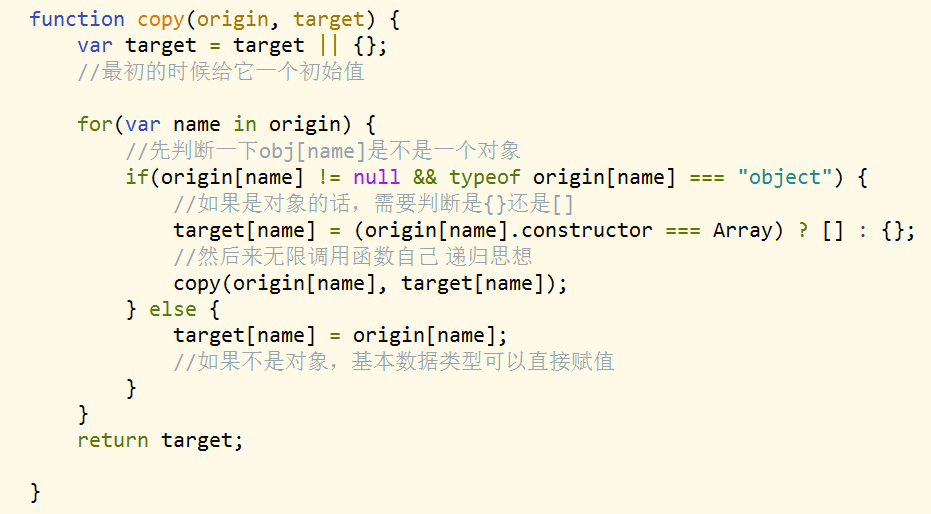 function copy(origin, target) {
    var target = target || {};
    //最初的时候给它一个初始值
    for(var name in origin) {
        //先判断一下obj[name]是不是一个对象
        if(origin[name] != null && typeof origin[name] === "object") {
            //如果是对象的话，需要判断是{}还是[]
            target[name] = (origin[name].constructor === Array) ? [] : {};
            //然后来无限调用函数自己 递归思想
            copy(origin[name], target[name]);
        } else {
            target[name] = origin[name];
            //如果不是对象，基本数据类型可以直接赋值
        }
    }
    return target;
}